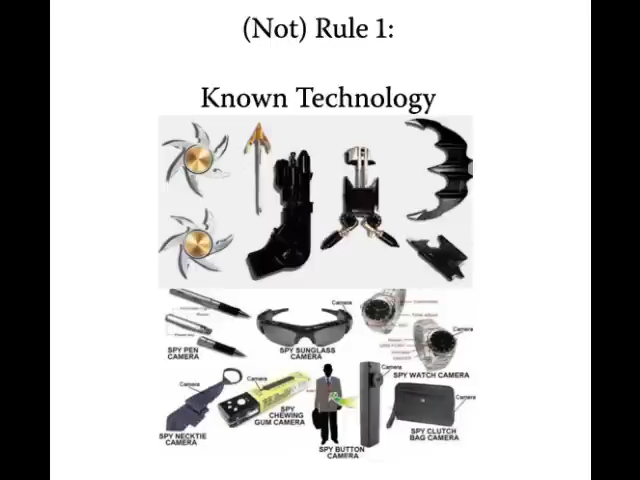 (Not) Rule 1:
Known Technology
Camera
SPY PEN
CAMERA
SPY SUNGLASS
CAMERA
Camera
SPY WATCH CAMERA
Camera
Camera
Camera
Camera
SPY NECKTIE
CAMERA
SPY
CHEWING
GUM CAMERA
SPY BUTTON
CAMERA
SPY CLUTCH
BAG CAMERA